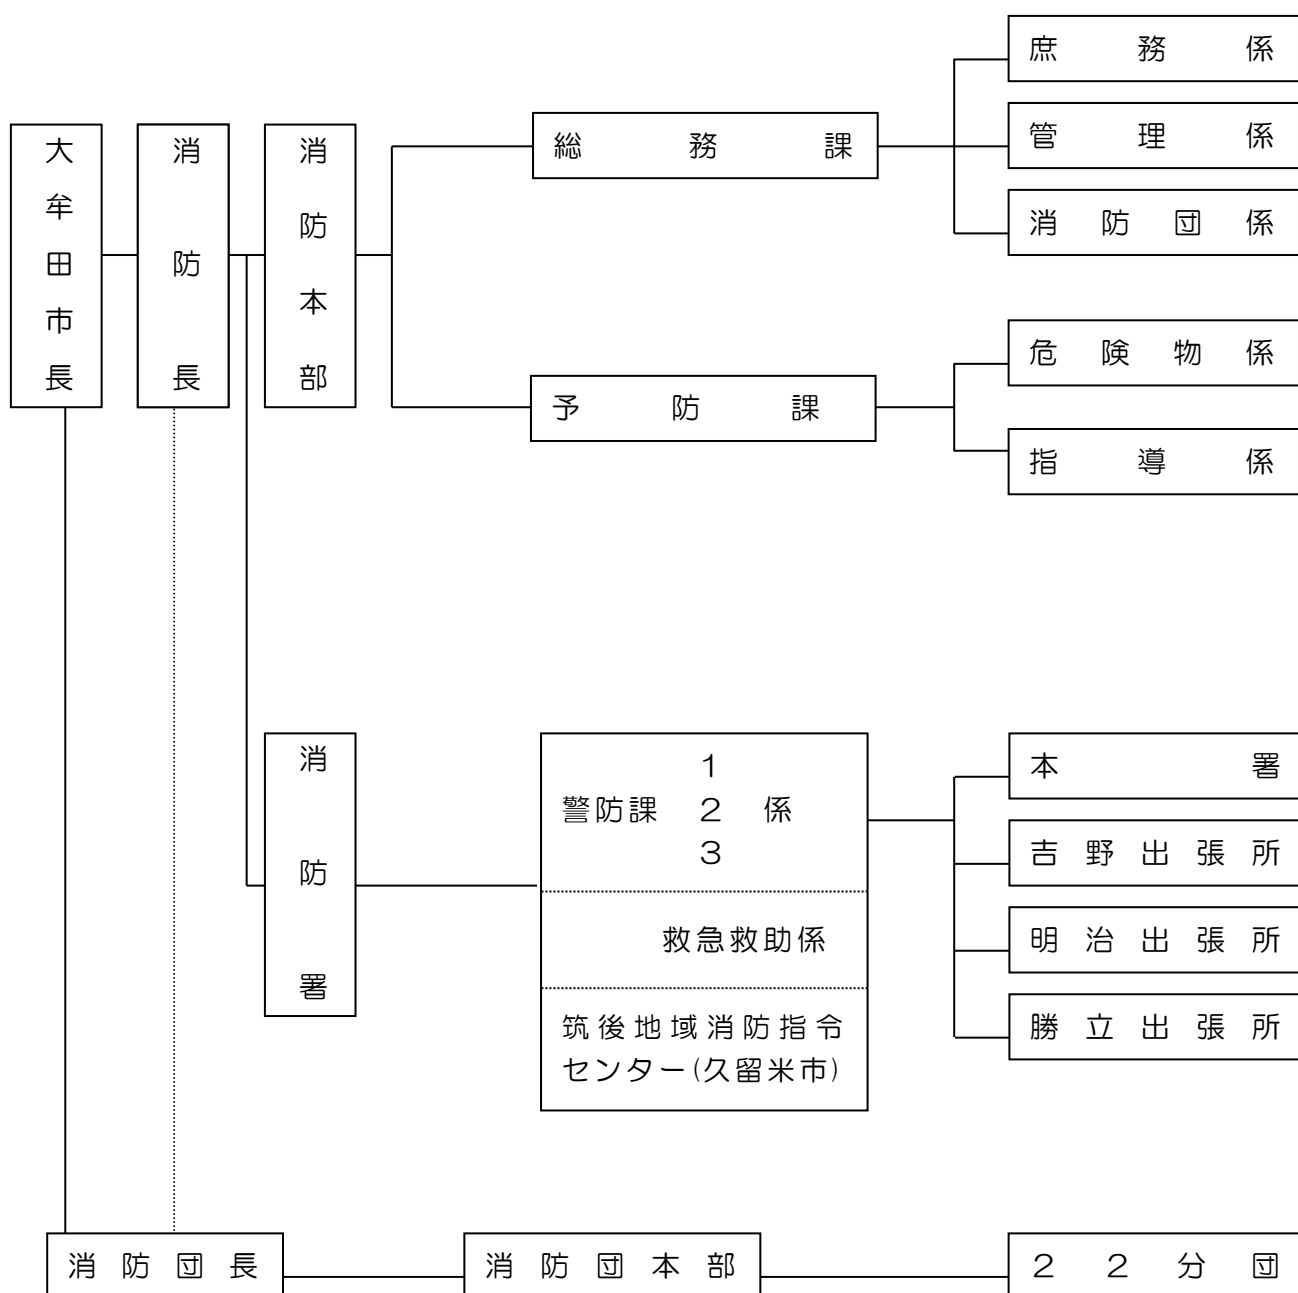 大牟田市長
消防長
消防本部
総務課
庶務係
管理係
消防団係
予防課
危険物係
指導係
消防署
1
警防課 2 係
3
救急救助係
筑後地域消防指令
センター(久留米市)
本署
吉野出張所
明治出張所
勝立出張所
消防団長
消防団本部
22分団